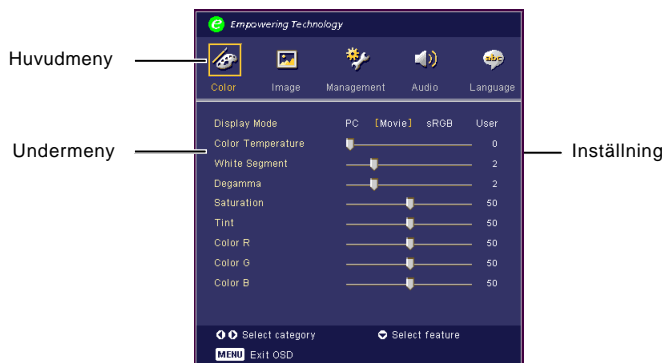 Empowering Technology
Huvudmeny
Color Image Management Audio Language
Display Mode PC [Movie] sRGB User
Undermeny
Color Temperature 0
Inställning
White Segment 2
Degamma 2
Saturation 50
Tint 50
Color R 50
Color G 50
Color B 50
Select category Select feature
MENU Exit OSD